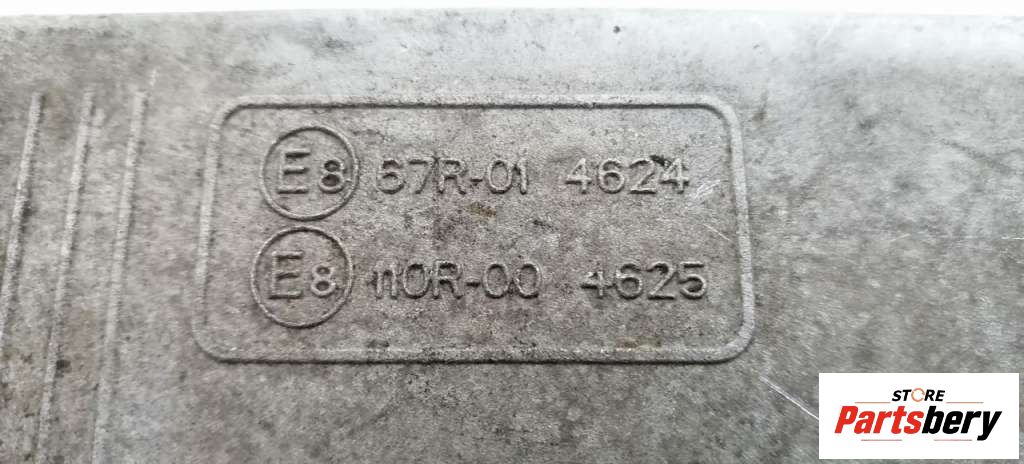 E8 67R-01 4624
E8 110R-00 4625
STORE
Partsbery